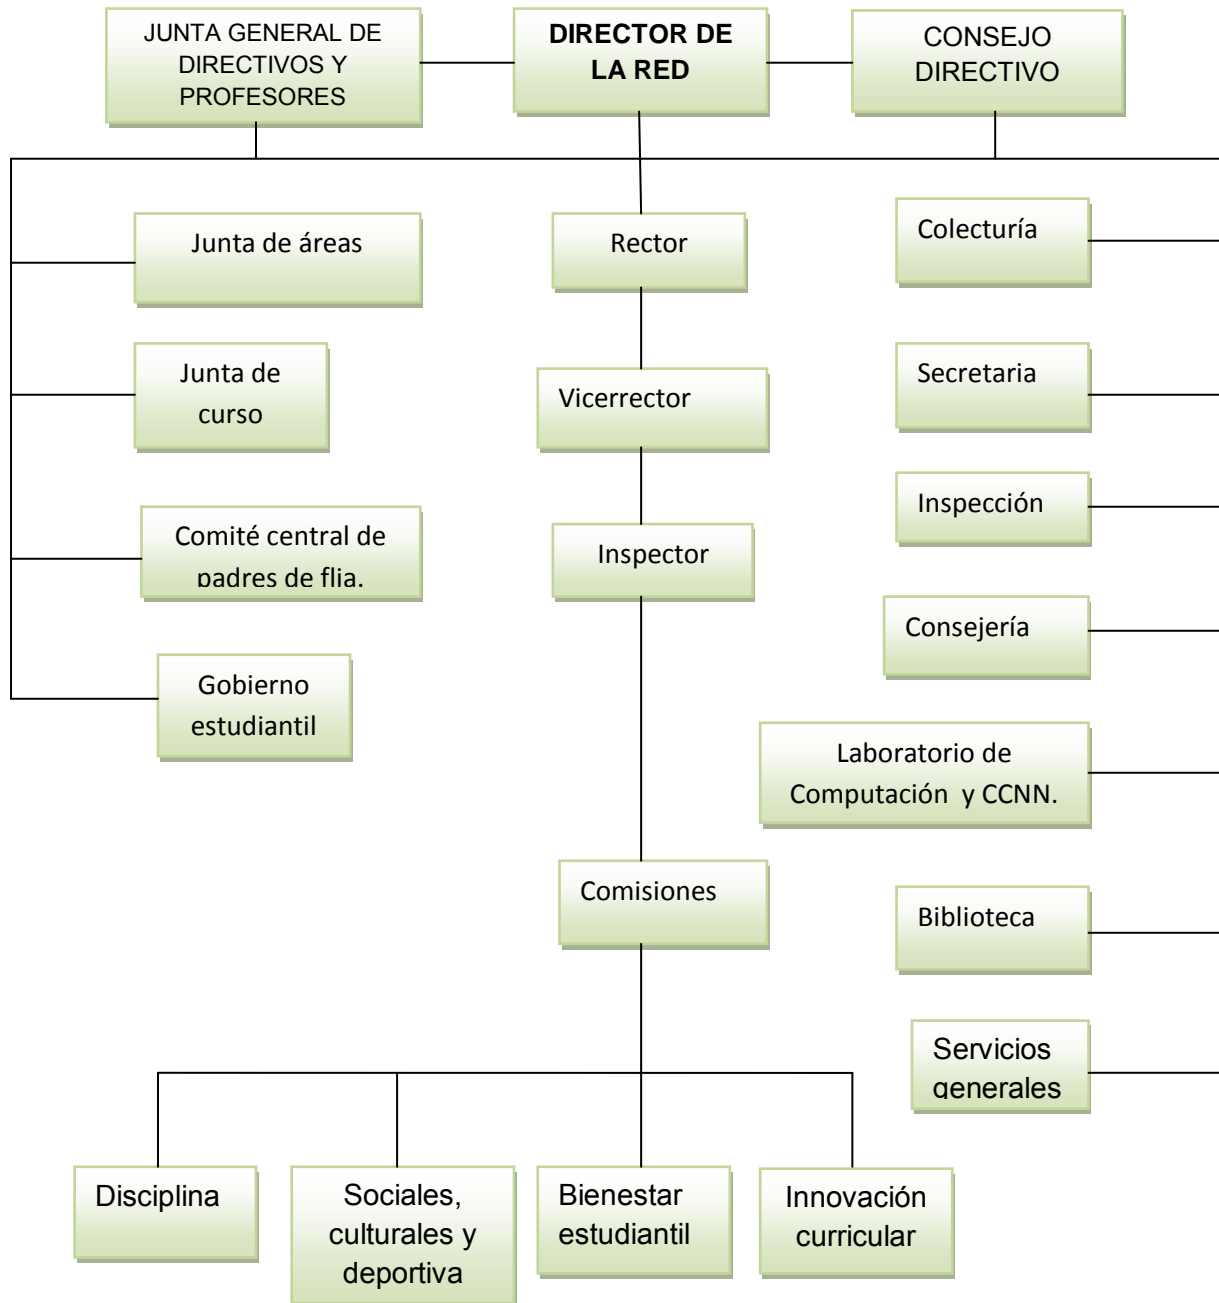 JUNTA GENERAL DE
DIRECTIVOS Y
PROFESORES
DIRECTOR DE
LA RED
CONSEJO
DIRECTIVO
Junta de áreas
Rector
Colecturía
Junta de
curso
Vicerrector
Secretaria
Comité central de
padres de flia.
Inspector
Inspección
Gobierno
estudiantil
Consejería
Laboratorio de
Computación y CCNN.
Comisiones
Biblioteca
Servicios
generales
Disciplina
Sociales,
culturales y
deportiva
Bienestar
estudiantil
Innovación
curricular